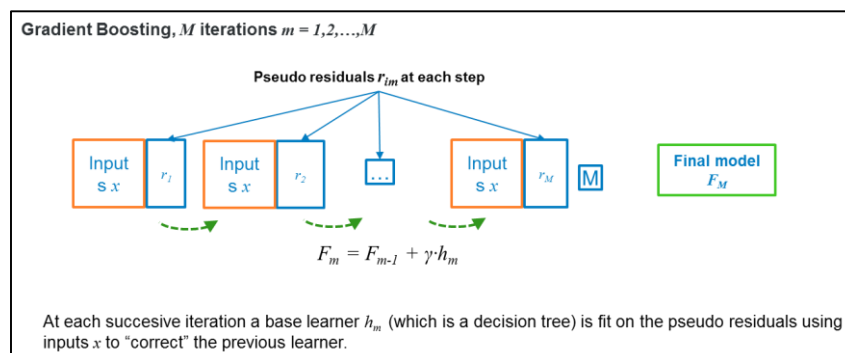 Gradient Boosting, M iterations m = 1,2,…,M
Pseudo residuals r_im at each step
Input
s x
r_1
Input
s x
r_2
...
Input
s x
r_M
M
Final model
F_M
F_m = F_m-1 + γ·h_m
At each succesive iteration a base learner h_m (which is a decision tree) is fit on the pseudo residuals using
inputs x to “correct” the previous learner.